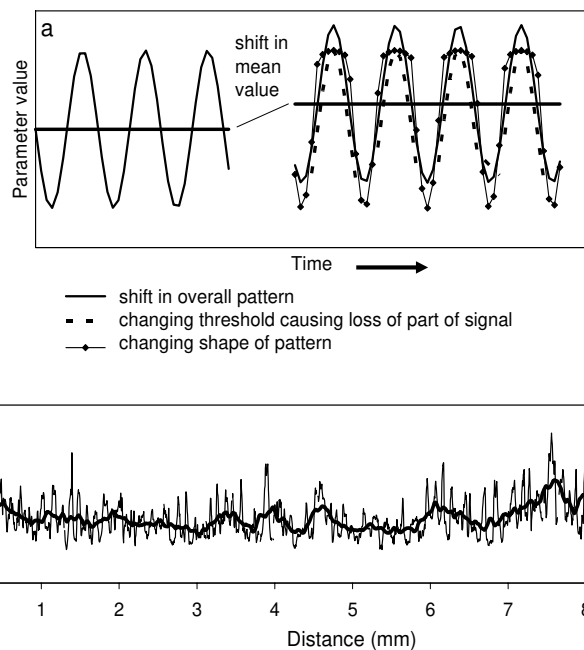 a
shift in
mean
value
Parameter value
Time
shift in overall pattern
changing threshold causing loss of part of signal
changing shape of pattern
1 2 3 4 5 6 7 8
Distance (mm)